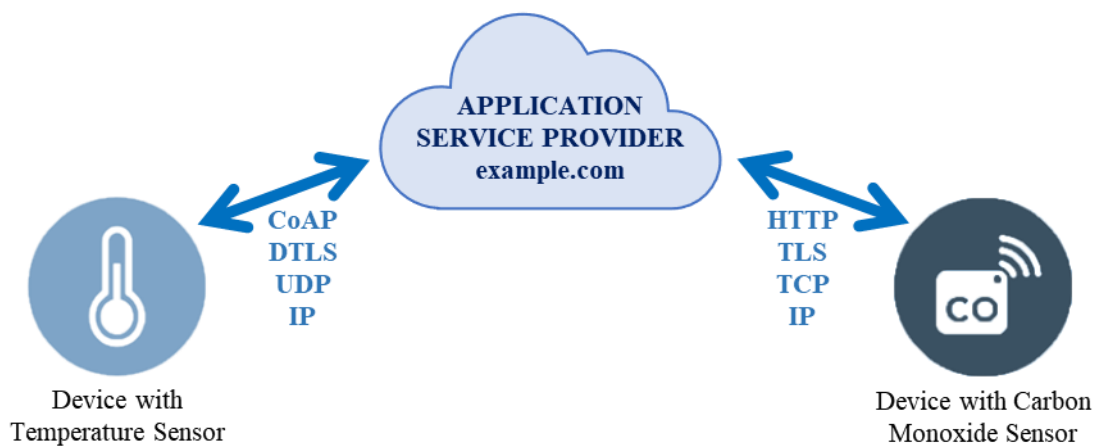 APPLICATION
SERVICE PROVIDER
example.com
CoAP
DTLS
UDP
IP
HTTP
TLS
TCP
IP
CO
Device with
Temperature Sensor
Device with Carbon
Monoxide Sensor